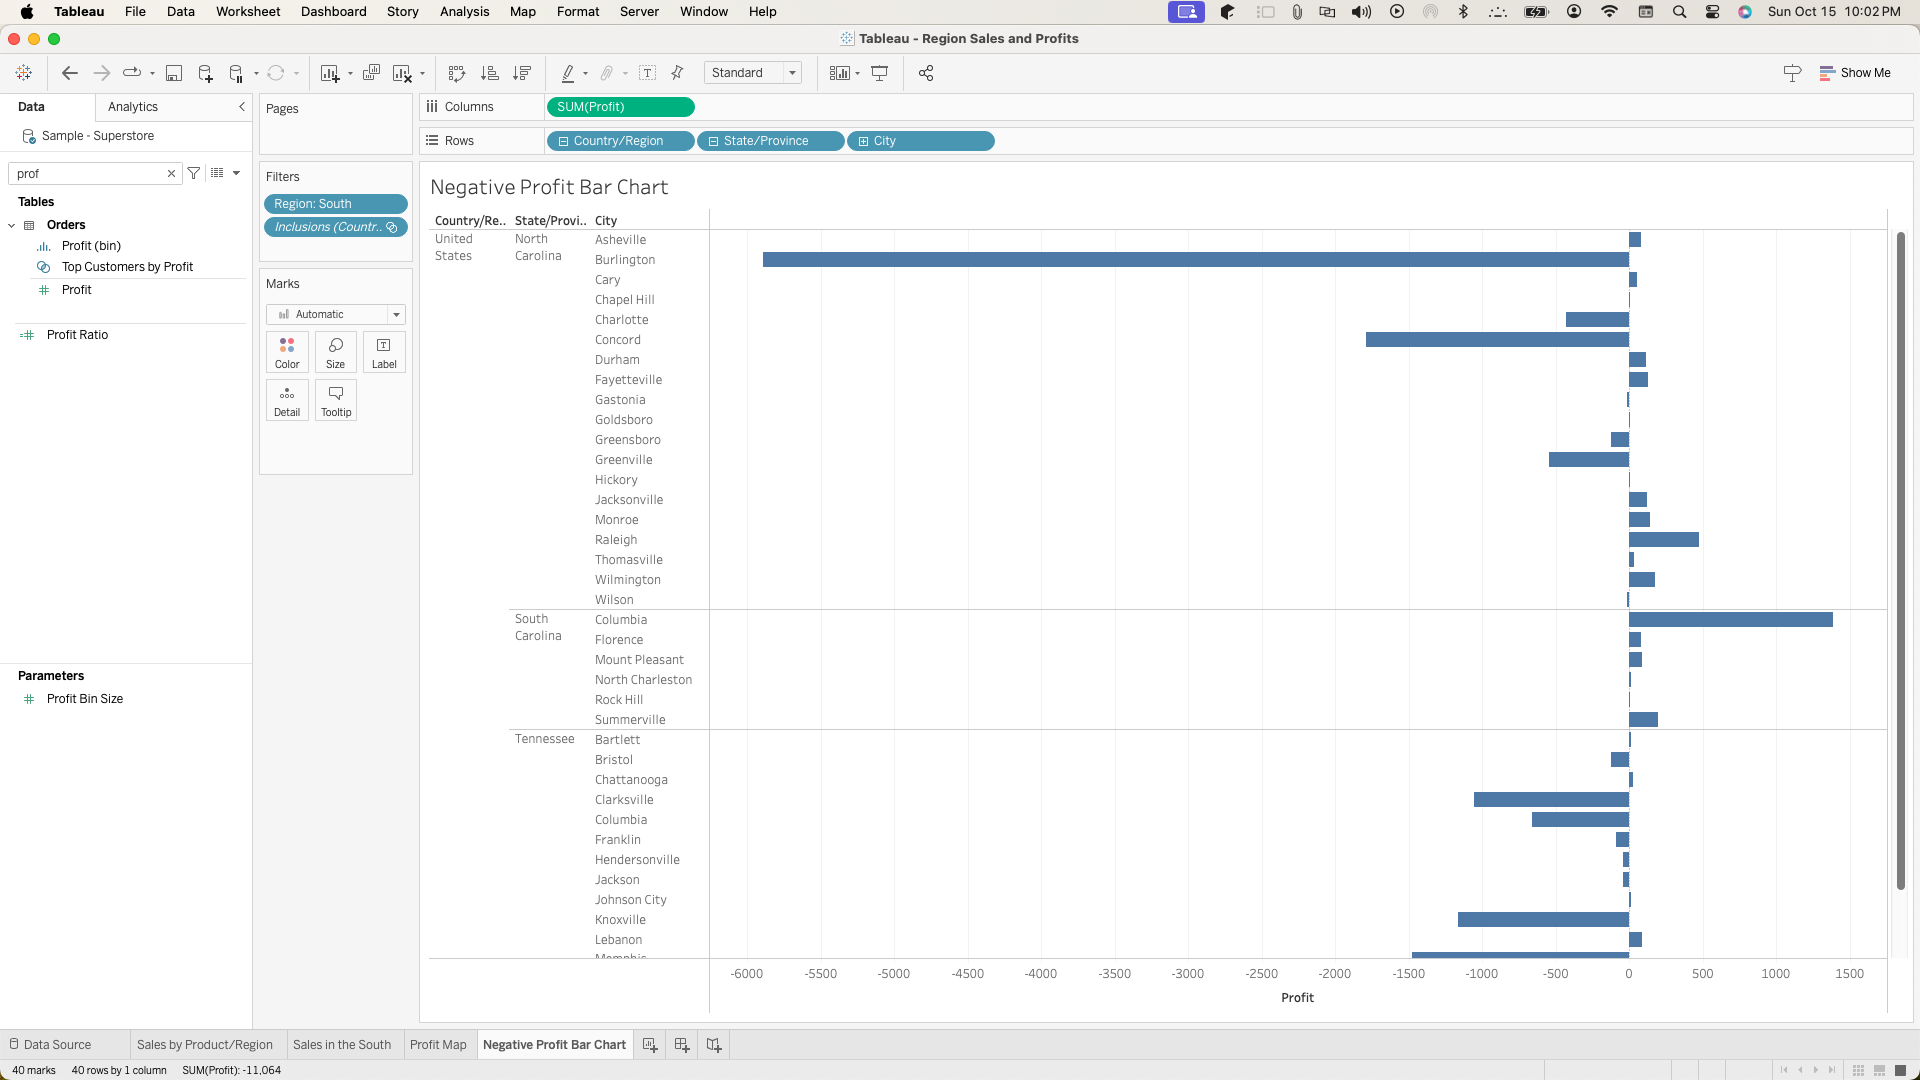 Tableau File Data Worksheet Dashboard Story Analysis Map Format Server Window Help Sun Oct 15 10:02 PM
Tableau - Region Sales and Profits
Standard Show Me
Data Analytics
Sample - Superstore
prof
Tables
Orders
Profit (bin)
Top Customers by Profit
Profit
Profit Ratio
Parameters
Profit Bin Size
Pages
Filters
Region: South
Inclusions (Countr..
Marks
Automatic
Color Size Label
Detail Tooltip
Columns SUM(Profit)
Rows Country/Region State/Province City
Negative Profit Bar Chart
Country/Re.. State/Provi.. City
United States
North Carolina
Asheville
Burlington
Cary
Chapel Hill
Charlotte
Concord
Durham
Fayetteville
Gastonia
Goldsboro
Greensboro
Greenville
Hickory
Jacksonville
Monroe
Raleigh
Thomasville
Wilmington
Wilson
South Carolina
Columbia
Florence
Mount Pleasant
North Charleston
Rock Hill
Summerville
Tennessee
Bartlett
Bristol
Chattanooga
Clarksville
Columbia
Franklin
Hendersonville
Jackson
Johnson City
Knoxville
Lebanon
Memphis
-6000 -5500 -5000 -4500 -4000 -3500 -3000 -2500 -2000 -1500 -1000 -500 0 500 1000 1500
Profit
Data Source Sales by Product/Region Sales in the South Profit Map Negative Profit Bar Chart
40 marks 40 rows by 1 column SUM(Profit): -11,064